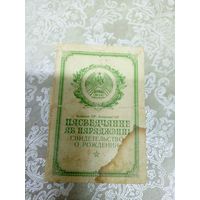 ПАСВЕДЧАННЕ
АБ НАРАДЖЭННІ
СВИДЕТЕЛЬСТВО
О РОЖДЕНИИ